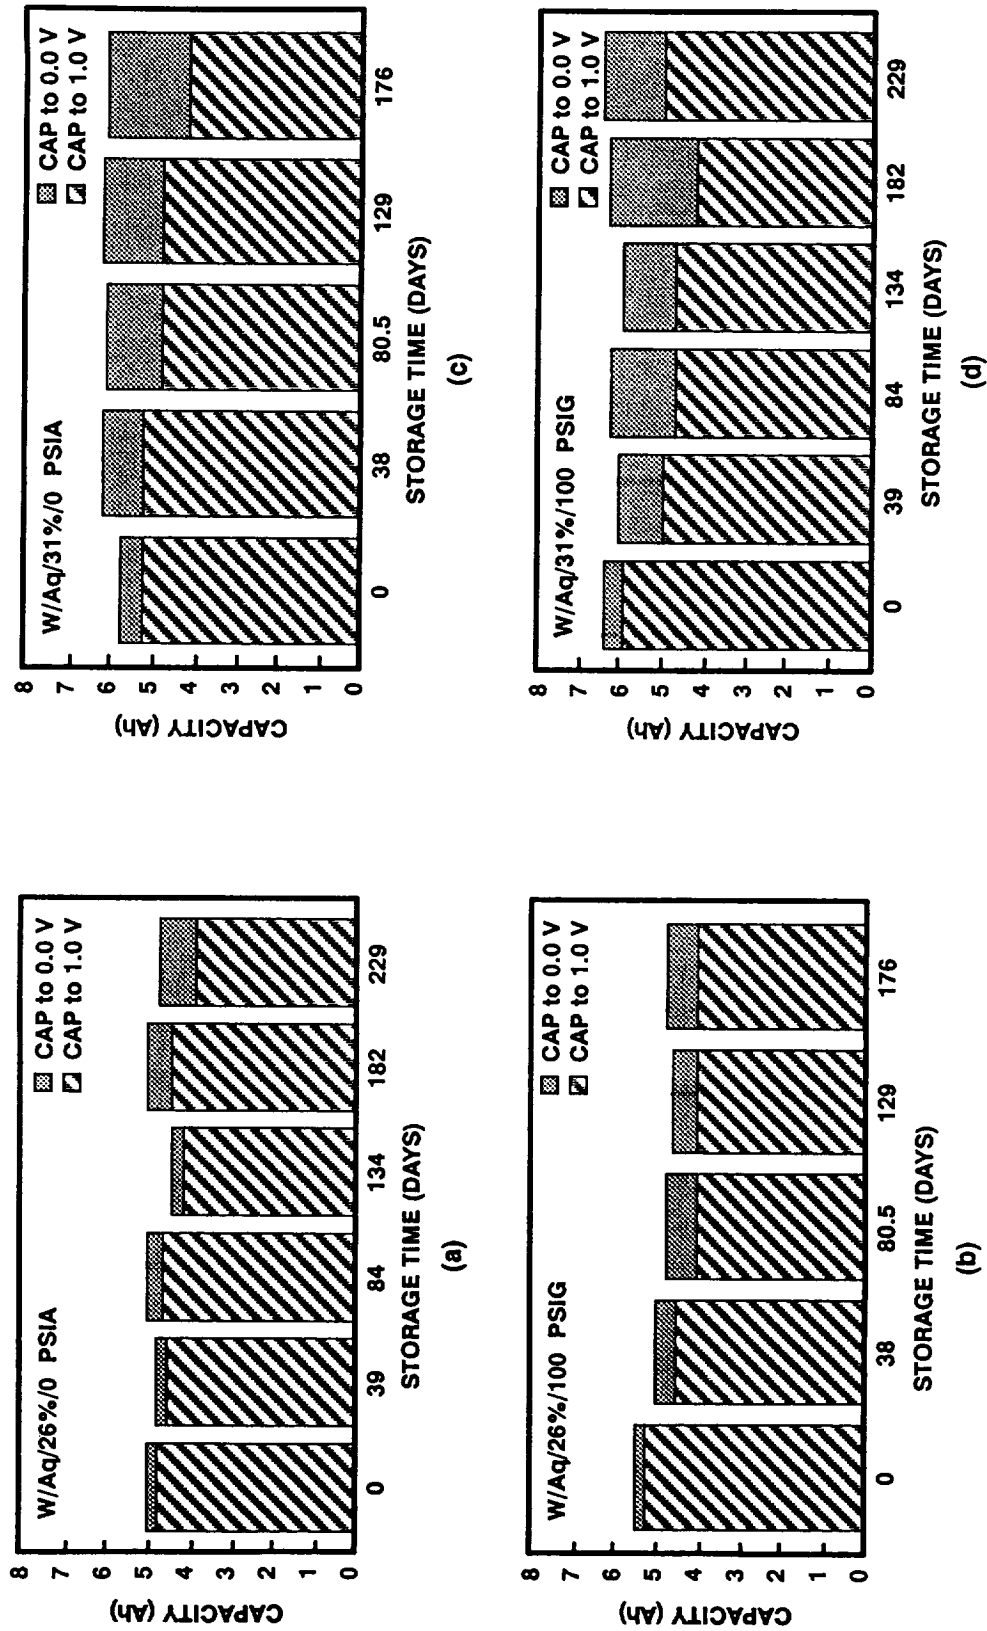 W/Aq/26%/0 PSIA
CAP to 0.0 V
CAP to 1.0 V
CAPACITY (Ah)
8
7
6
5
4
3
2
1
0
0 39 84 134 182 229
STORAGE TIME (DAYS)
(a)
W/Aq/26%/100 PSIG
CAP to 0.0 V
CAP to 1.0 V
CAPACITY (Ah)
8
7
6
5
4
3
2
1
0
0 38 80.5 129 176
STORAGE TIME (DAYS)
(b)
W/Aq/31%/0 PSIA
CAP to 0.0 V
CAP to 1.0 V
CAPACITY (Ah)
8
7
6
5
4
3
2
1
0
0 38 80.5 129 176
STORAGE TIME (DAYS)
(c)
W/Aq/31%/100 PSIG
CAP to 0.0 V
CAP to 1.0 V
CAPACITY (Ah)
8
7
6
5
4
3
2
1
0
0 39 84 134 182 229
STORAGE TIME (DAYS)
(d)